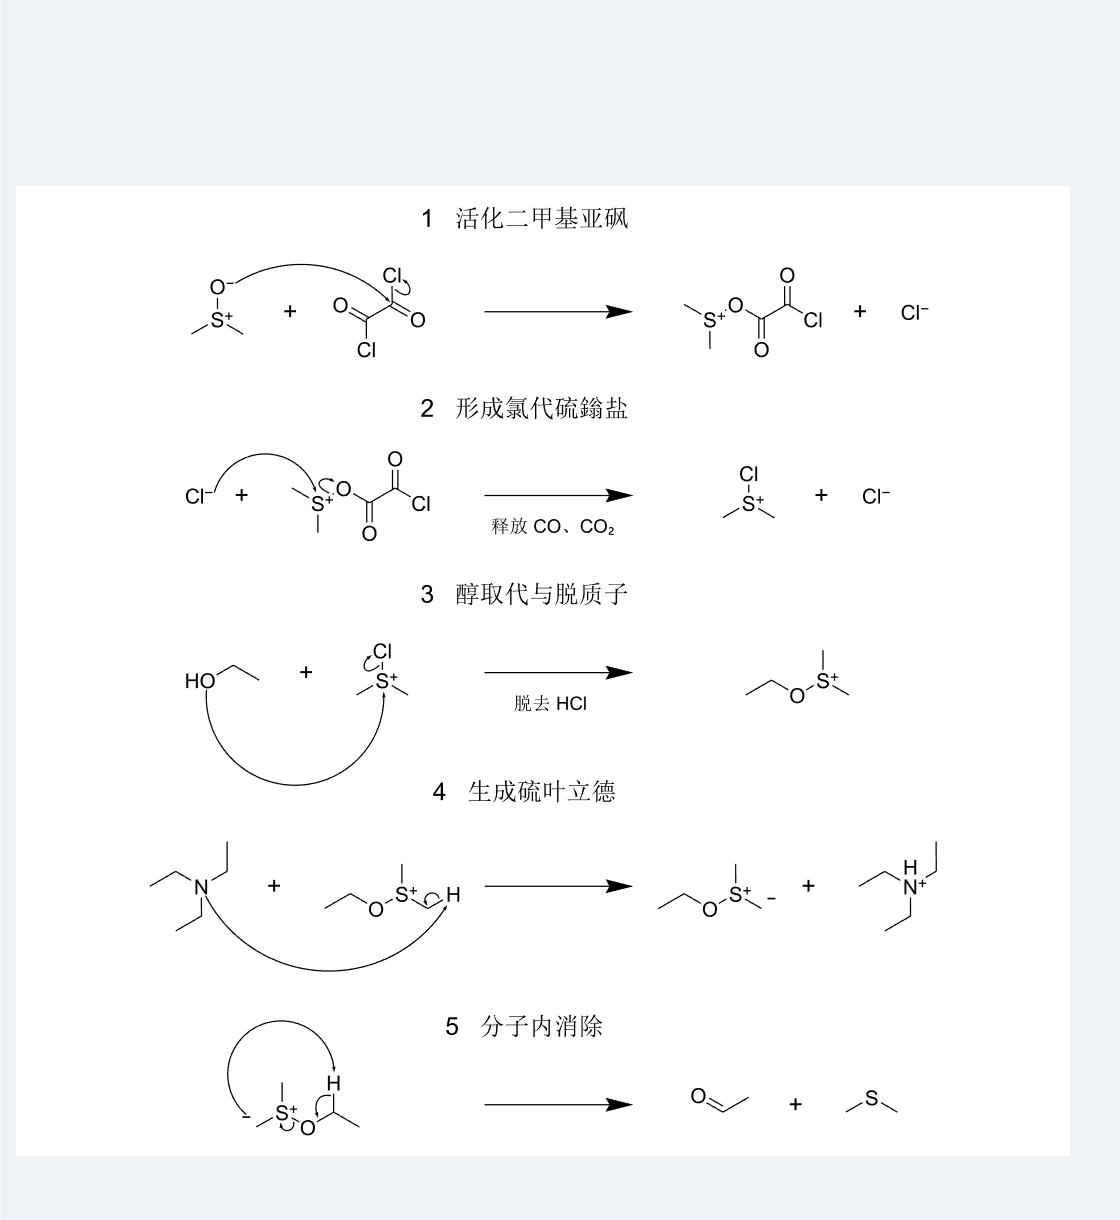 1 活化二甲基亚砜
O⁻ S⁺ + Cl O O Cl S⁺ O O O Cl + Cl⁻
2 形成氯代硫鎓盐
Cl⁻ + S⁺ O O O Cl Cl S⁺ + Cl⁻
释放 CO、CO₂
3 醇取代与脱质子
HO + Cl S⁺ O S⁺
脱去 HCl
4 生成硫叶立德
N + O S⁺ H O S⁺ − + H N⁺
5 分子内消除
− S⁺ O H O + S